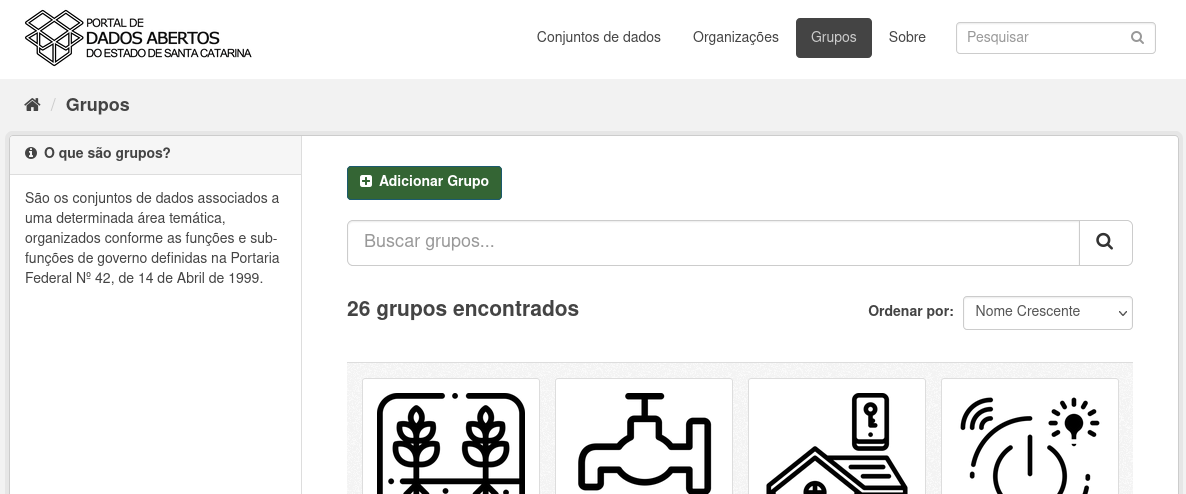 PORTAL DE
DADOS ABERTOS
DO ESTADO DE SANTA CATARINA
Conjuntos de dados
Organizações
Grupos
Sobre
Pesquisar
/ Grupos
O que são grupos?
São os conjuntos de dados associados a
uma determinada área temática,
organizados conforme as funções e sub-
funções de governo definidas na Portaria
Federal Nº 42, de 14 de Abril de 1999.
Adicionar Grupo
Buscar grupos...
26 grupos encontrados
Ordenar por:
Nome Crescente